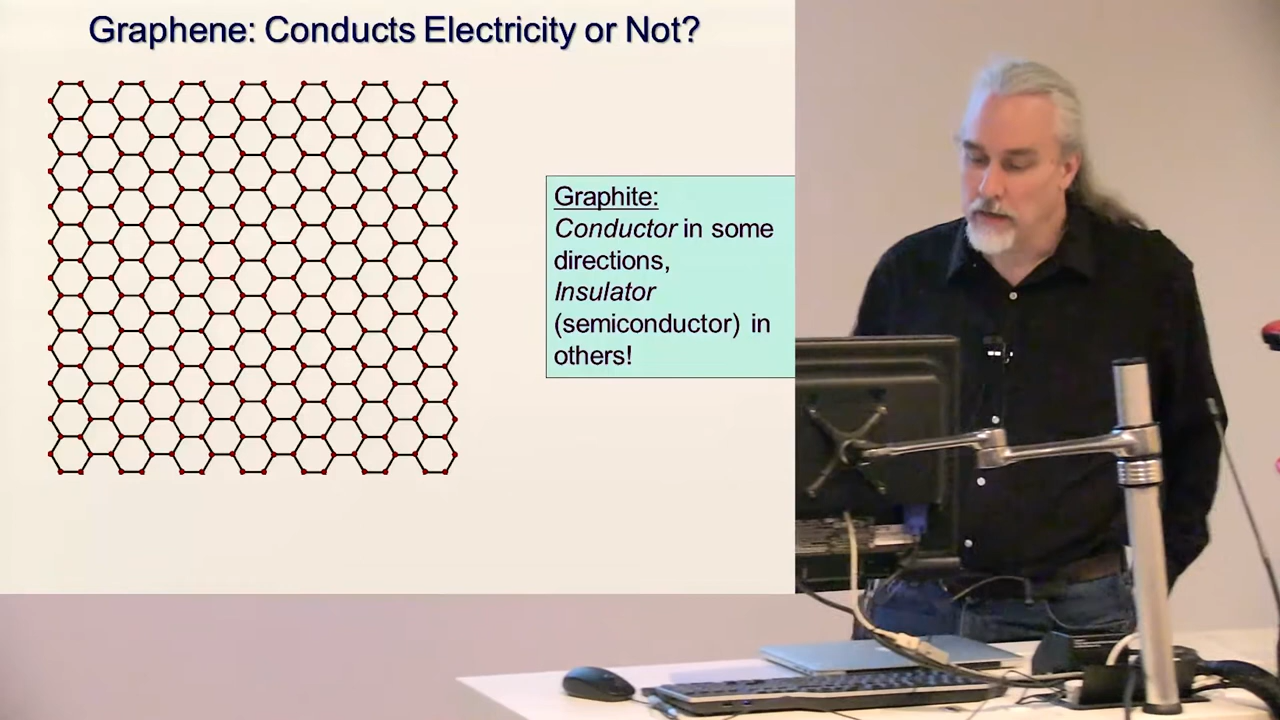 Graphene: Conducts Electricity or Not?
Graphite:
Conductor in some
directions,
Insulator
(semiconductor) in
others!